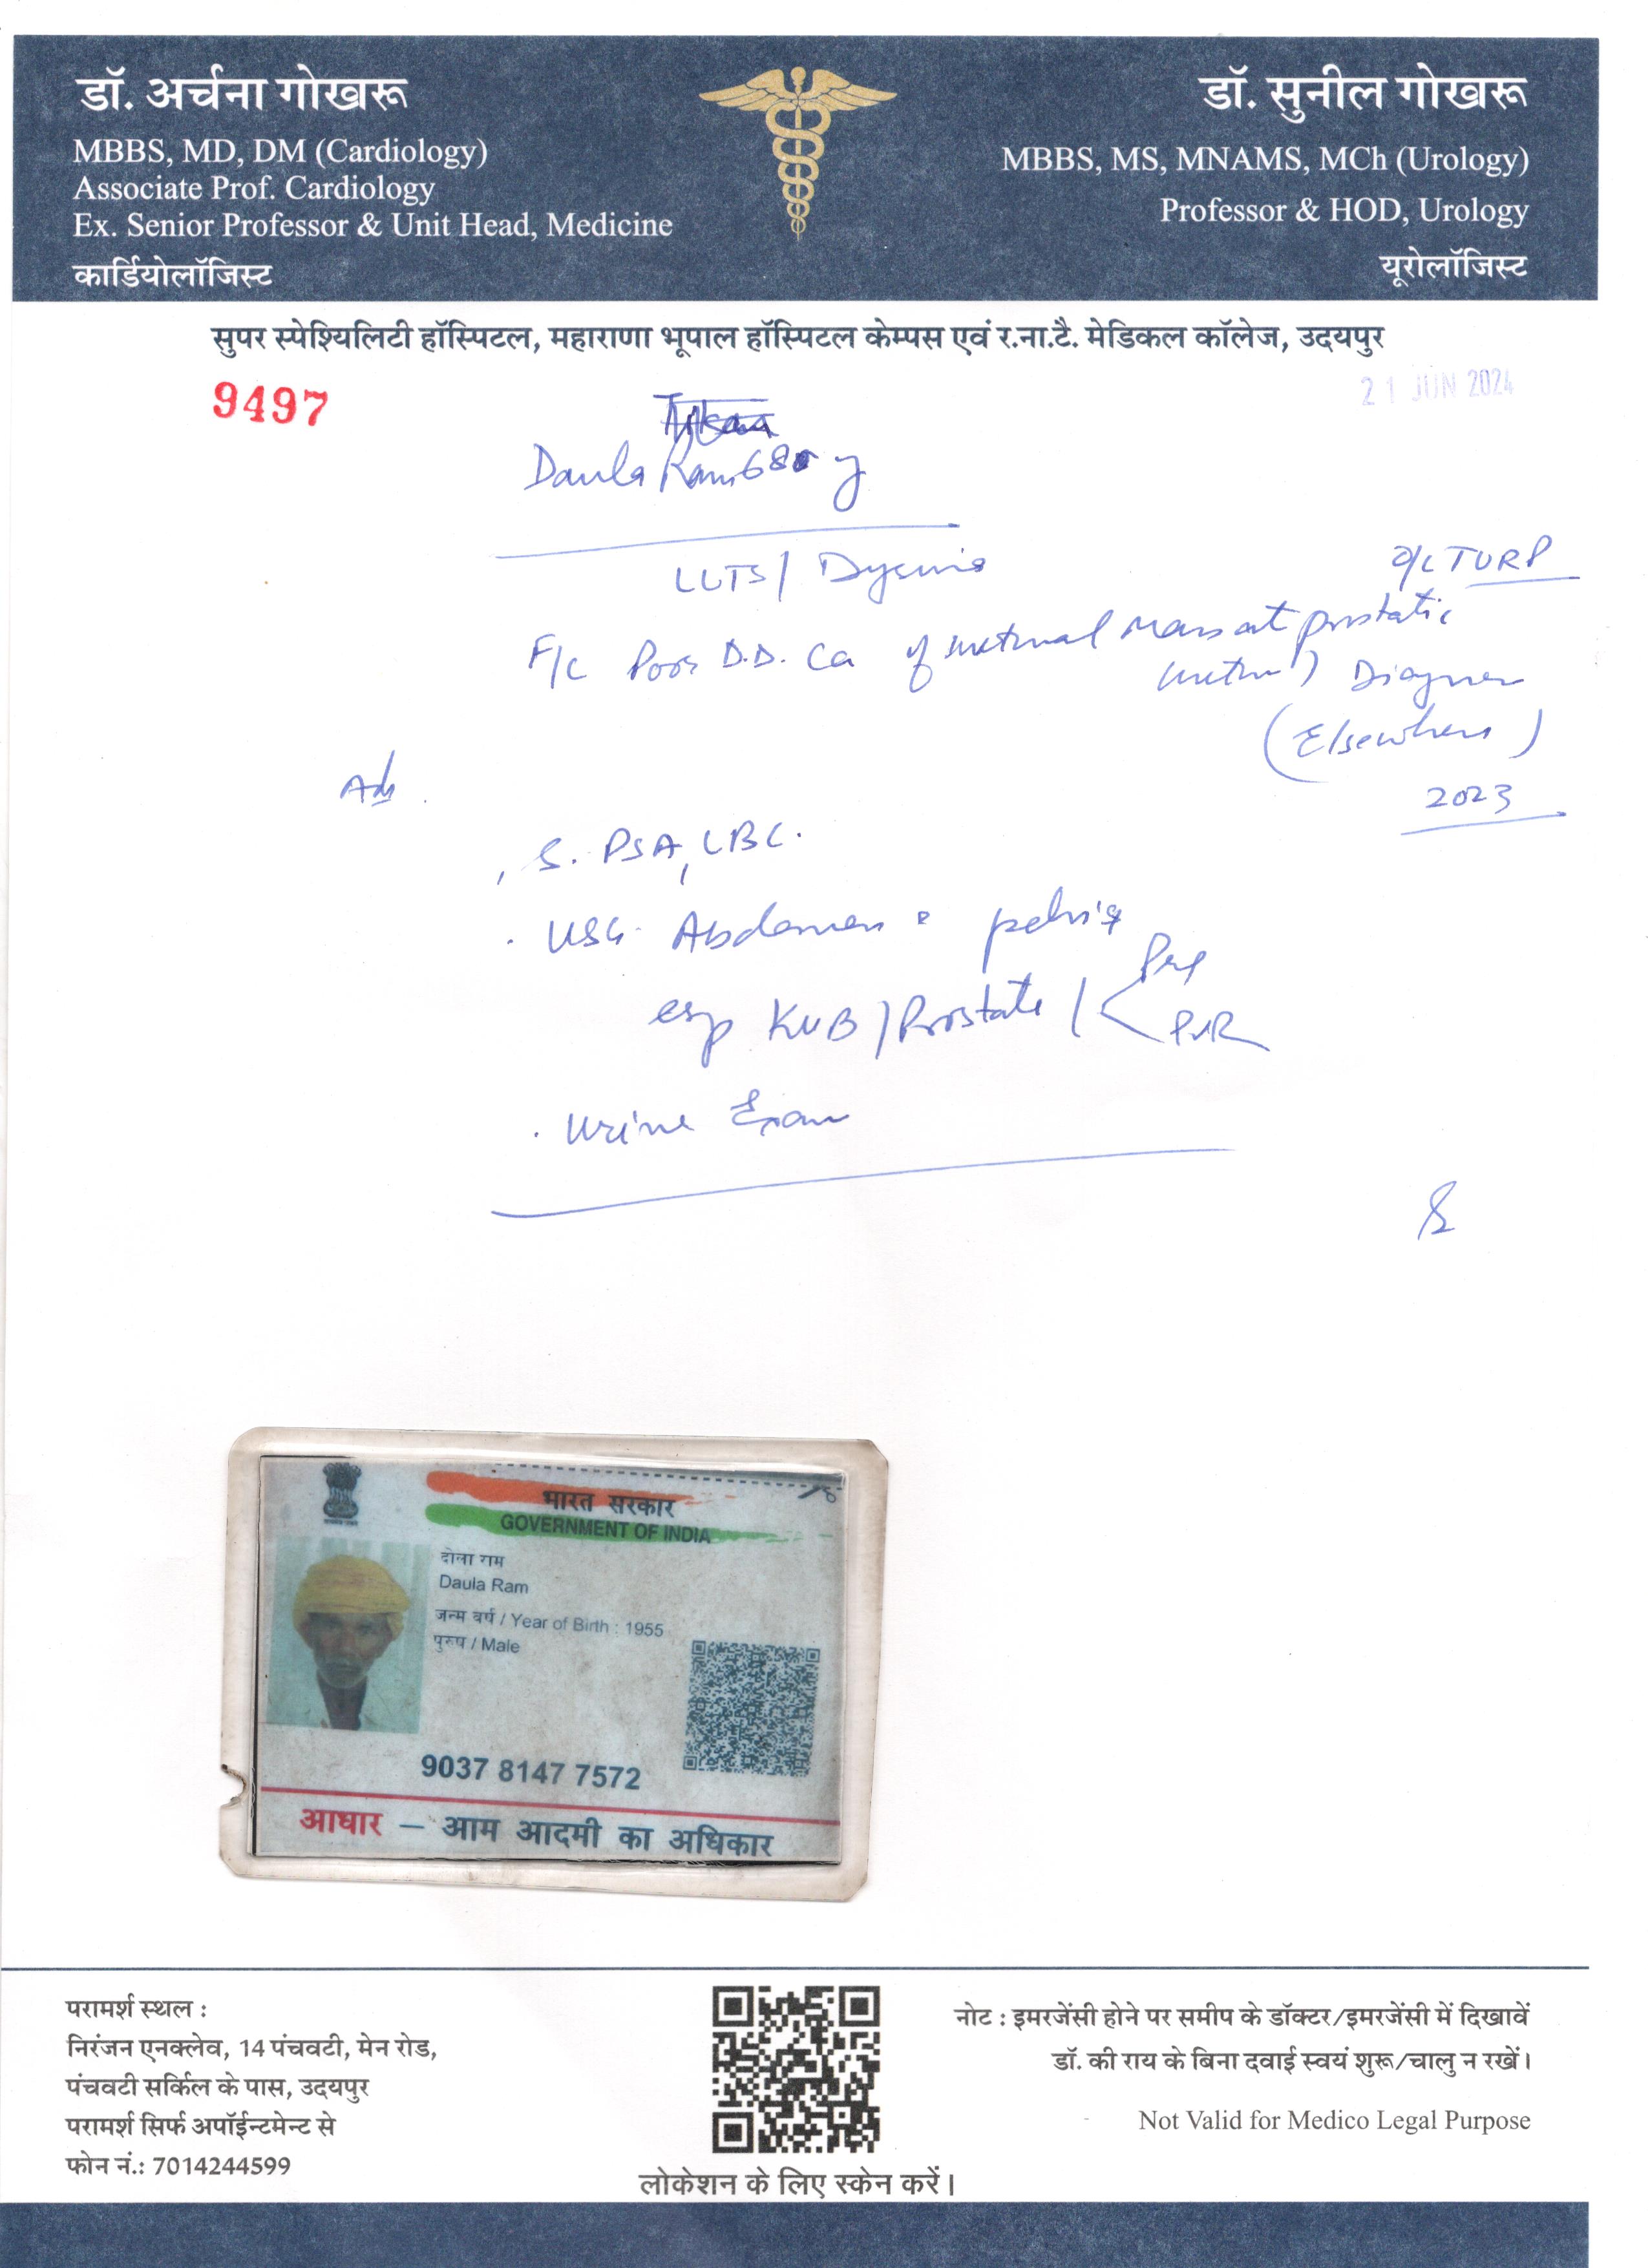 डॉ. अर्चना गोखरू
MBBS, MD, DM (Cardiology)
Associate Prof. Cardiology
Ex. Senior Professor & Unit Head, Medicine
कार्डियोलॉजिस्ट
डॉ. सुनील गोखरू
MBBS, MS, MNAMS, MCh (Urology)
Professor & HOD, Urology
यूरोलॉजिस्ट
सुपर स्पेश्यिलिटी हॉस्पिटल, महाराणा भूपाल हॉस्पिटल केम्पस एवं र.ना.टै. मेडिकल कॉलेज, उदयपुर
9497
21 JUN 2024
Daula Ram 68 y
LUTS / Dysuria
TURP
F/c Poor D.D. Ca of urethral Mass at prostatic
(Elsewhere)
2023
Adv
S. PSA, CBC.
USG. Abdomen pelvis
esp KUB / Prostate / Pre
PVR
Urine Exam
भारत सरकार
GOVERNMENT OF INDIA
दोला राम
Daula Ram
जन्म वर्ष / Year of Birth : 1955
पुरुष / Male
9037 8147 7572
आधार – आम आदमी का अधिकार
परामर्श स्थल :
निरंजन एनक्लेव, 14 पंचवटी, मेन रोड,
पंचवटी सर्किल के पास, उदयपुर
परामर्श सिर्फ अपॉईन्टमेन्ट से
फोन नं.: 7014244599
लोकेशन के लिए स्केन करें।
नोट : इमरजेंसी होने पर समीप के डॉक्टर/इमरजेंसी में दिखावें
डॉ. की राय के बिना दवाई स्वयं शुरू/चालु न रखें।
Not Valid for Medico Legal Purpose